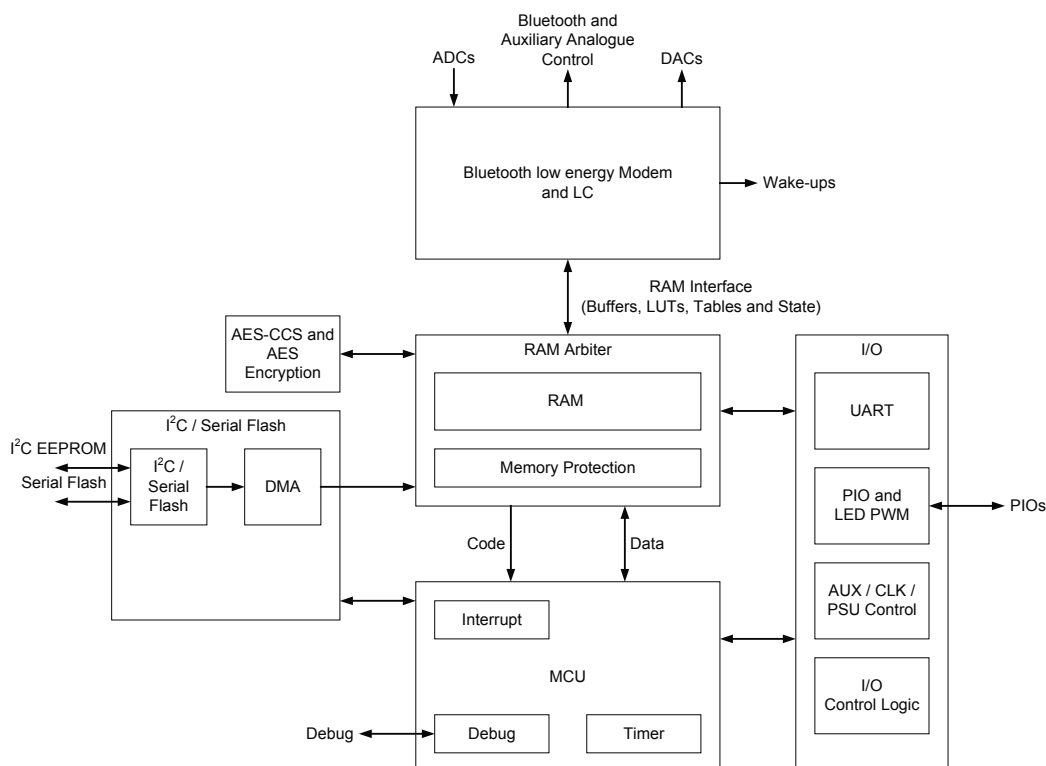 Bluetooth and
Auxiliary Analogue
Control
ADCs
DACs
Bluetooth low energy Modem
and LC
Wake-ups
RAM Interface
(Buffers, LUTs, Tables and State)
AES-CCS and
AES
Encryption
RAM Arbiter
RAM
Memory Protection
I/O
UART
PIO and
LED PWM
PIOs
AUX / CLK /
PSU Control
I/O
Control Logic
I²C / Serial Flash
I²C EEPROM
Serial Flash
I²C /
Serial
Flash
DMA
Code
Data
Interrupt
MCU
Debug
Debug
Timer